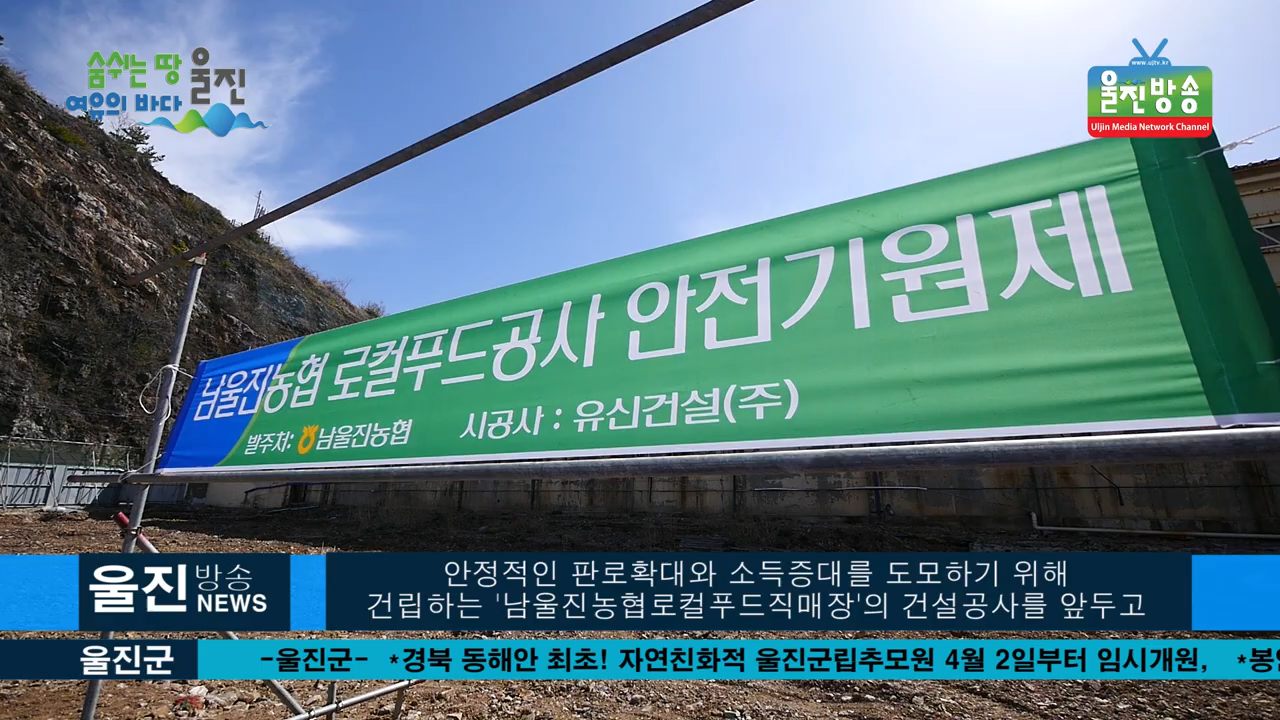 숨쉬는 땅
여유의 바다 울진
www.ujtv.kr
울진방송
Uljin Media Network Channel
남울진농협 로컬푸드공사 안전기원제
발주처: 남울진농협 시공사 : 유신건설(주)
울진 방송 NEWS
안정적인 판로확대와 소득증대를 도모하기 위해
건립하는 '남울진농협로컬푸드직매장'의 건설공사를 앞두고
울진군
-울진군- *경북 동해안 최초! 자연친화적 울진군립추모원 4월 2일부터 임시개원,